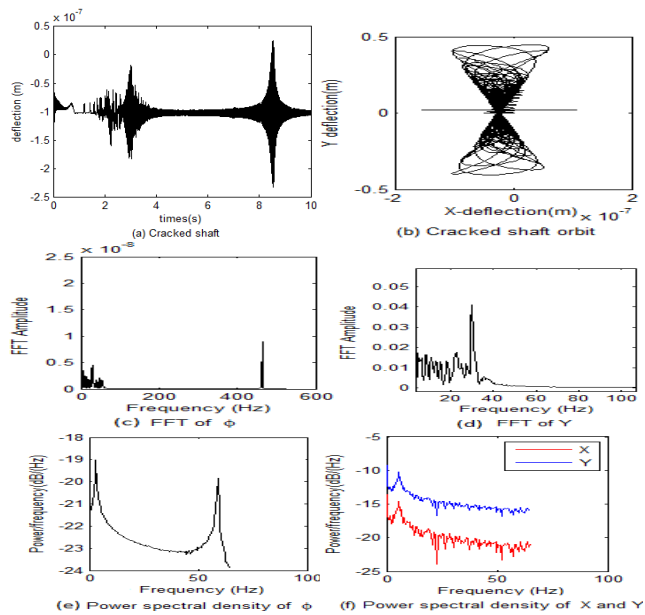 × 10⁻⁷
0.5
0
-0.5
-1
-1.5
-2
-2.5
deflection (m)
0 2 4 6 8 10
times(s)
(a) Cracked shaft
0.5
0
-0.5
Y deflection(m)
-2 0 2
X-deflection(m) × 10⁻⁷
(b) Cracked shaft orbit
× 10⁻⁸
2.5
2
1.5
1
0.5
0
FFT Amplitude
0 200 400 600
Frequency (Hz)
(c) FFT of ϕ
0.05
0.04
0.03
0.02
0.01
0
FFT Amplitude
20 40 60 80 100
Frequency (Hz)
(d) FFT of Y
-18
-19
-20
-21
-22
-23
-24
Power/frequency(dB/(Hz)
0 50 100
Frequency (Hz)
(e) Power spectral density of ϕ
-5
-10
-15
-20
-25
Power/frequency(dB/(Hz)
X
Y
0 50 100
Frequency (Hz)
(f) Power spectral density of X and Y